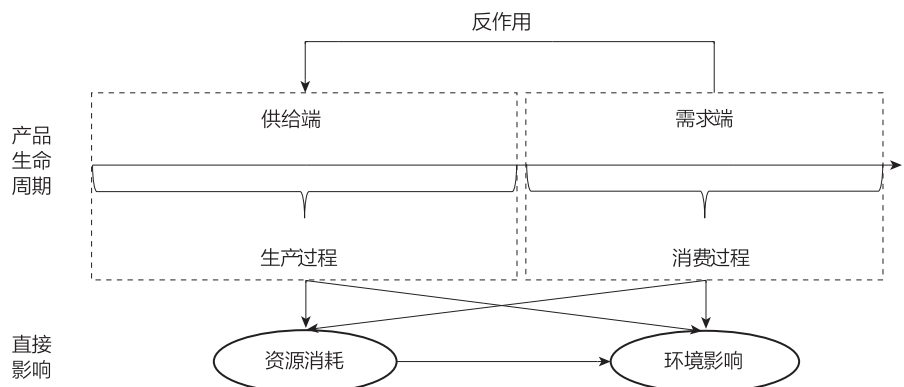 反作用
供给端
需求端
产品
生命
周期
生产过程
消费过程
直接
影响
资源消耗
环境影响